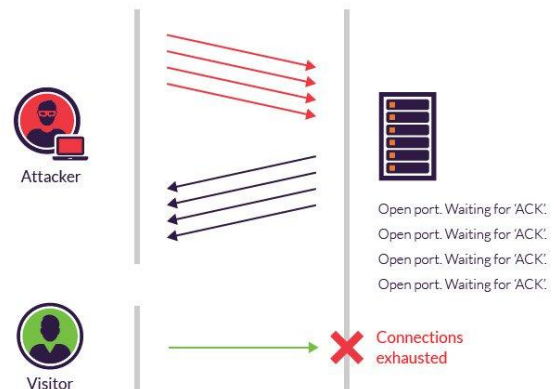 Attacker
Open port. Waiting for 'ACK'.
Open port. Waiting for 'ACK'.
Open port. Waiting for 'ACK'.
Open port. Waiting for 'ACK'.
Visitor
Connections
exhausted